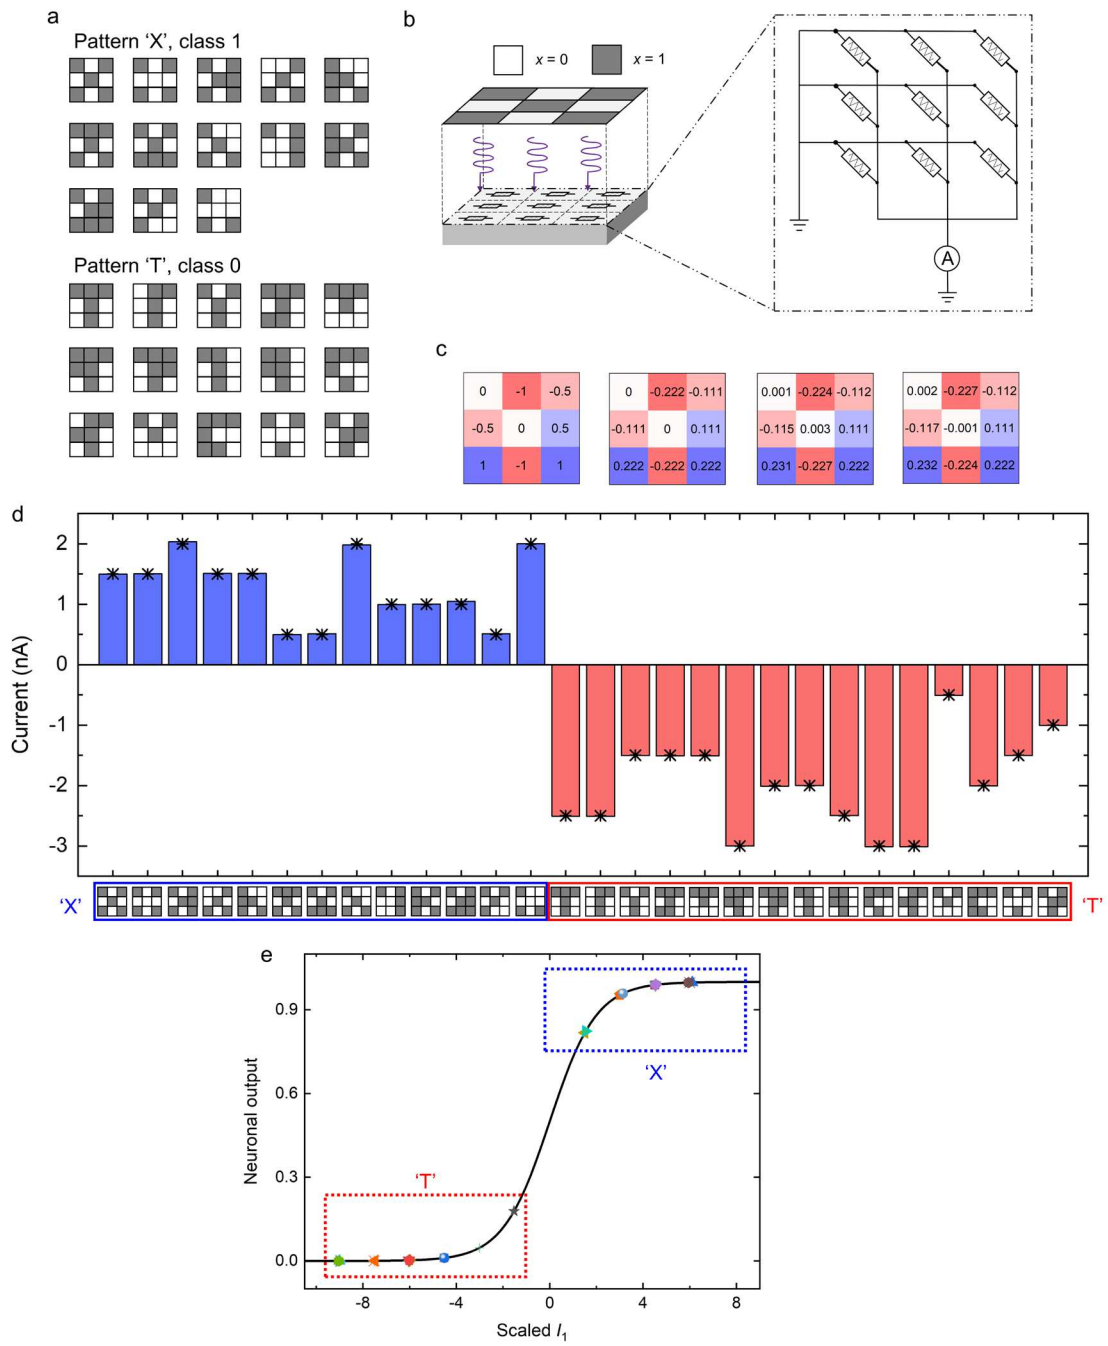 a
Pattern ‘X’, class 1
Pattern ‘T’, class 0
b
x = 0
x = 1
A
c
0 -1 -0.5
-0.5 0 0.5
1 -1 1
0 -0.222 -0.111
-0.111 0 0.111
0.222 -0.222 0.222
0.001 -0.224 -0.112
-0.115 0.003 0.111
0.231 -0.227 0.222
0.002 -0.227 -0.112
-0.117 -0.001 0.111
0.232 -0.224 0.222
d
Current (nA)
2
1
0
-1
-2
-3
‘X’
‘T’
e
Neuronal output
0.9
0.6
0.3
0.0
‘X’
‘T’
-8 -4 0 4 8
Scaled I1